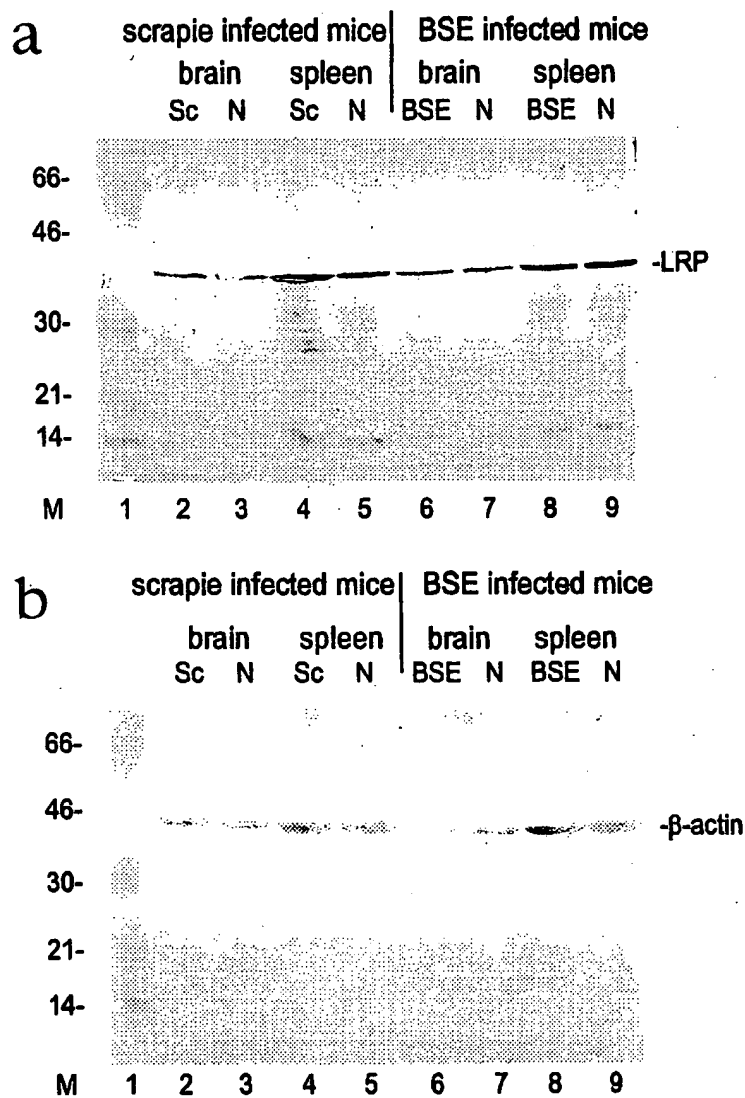 a
scrapie infected mice BSE infected mice
brain spleen brain spleen
Sc N Sc N BSE N BSE N
66-
46-
-LRP
30-
21-
14-
M 1 2 3 4 5 6 7 8 9
b
scrapie infected mice BSE infected mice
brain spleen brain spleen
Sc N Sc N BSE N BSE N
66-
46-
-β-actin
30-
21-
14-
M 1 2 3 4 5 6 7 8 9